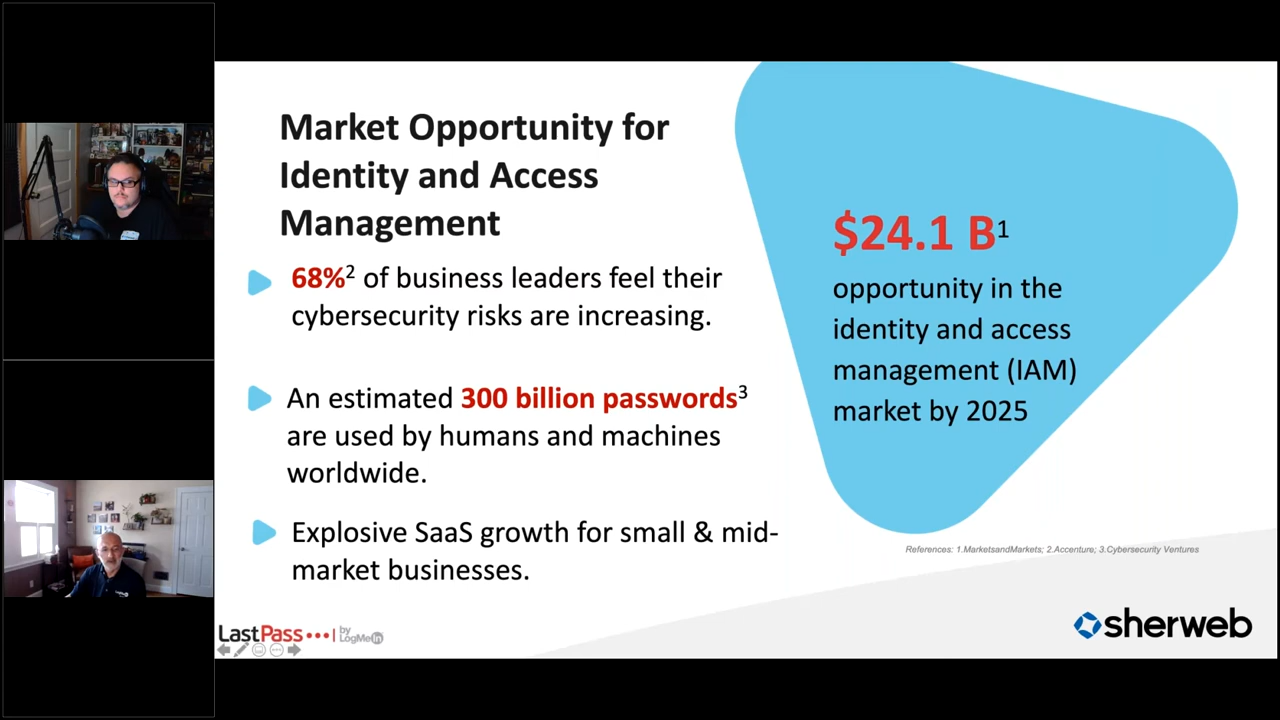 Market Opportunity for
Identity and Access
Management
68%2 of business leaders feel their
cybersecurity risks are increasing.
An estimated 300 billion passwords3
are used by humans and machines
worldwide.
Explosive SaaS growth for small & mid-
market businesses.
$24.1 B1
opportunity in the
identity and access
management (IAM)
market by 2025
References: 1.MarketsandMarkets; 2.Accenture; 3.Cybersecurity Ventures
LastPass by
LogMeIn
sherweb